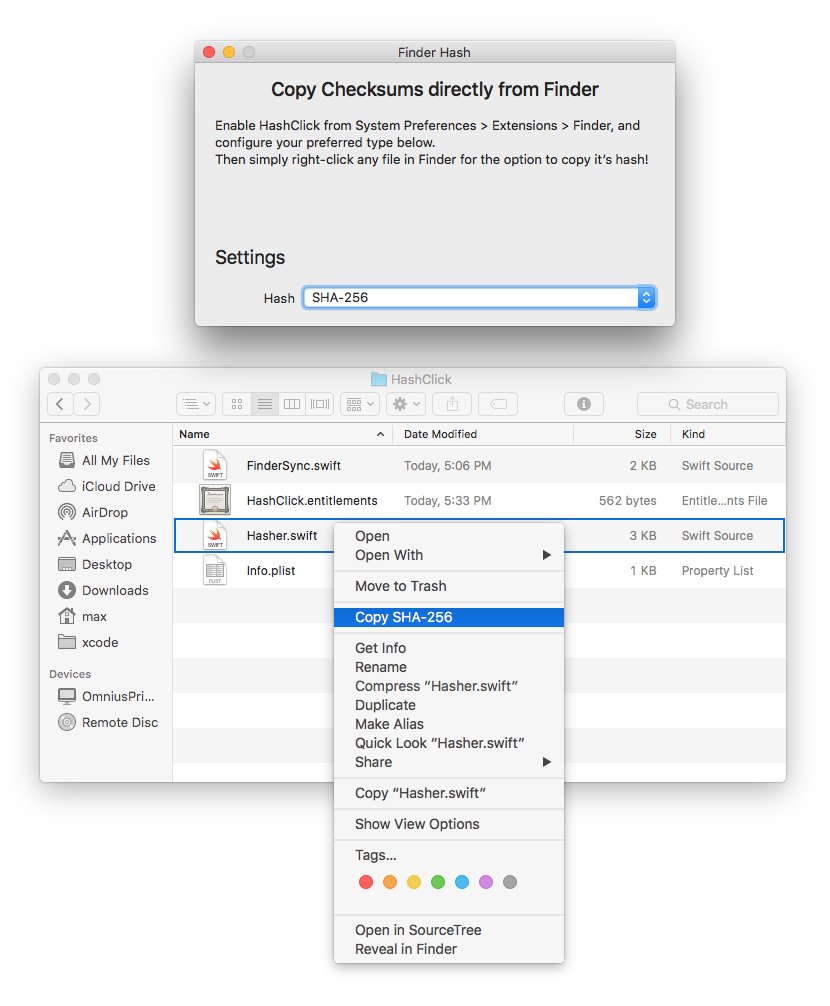 Finder Hash
Copy Checksums directly from Finder
Enable HashClick from System Preferences > Extensions > Finder, and
configure your preferred type below.
Then simply right-click any file in Finder for the option to copy it's hash!
Settings
Hash SHA-256
HashClick
Search
Favorites
All My Files
iCloud Drive
AirDrop
Applications
Desktop
Downloads
max
xcode
Devices
OmniusPri...
Remote Disc
Name Date Modified Size Kind
SWIFT FinderSync.swift Today, 5:06 PM 2 KB Swift Source
HashClick.entitlements Today, 5:33 PM 562 bytes Entitle...nts File
SWIFT Hasher.swift 3 KB Swift Source
PLIST Info.plist 1 KB Property List
Open
Open With
Move to Trash
Copy SHA-256
Get Info
Rename
Compress “Hasher.swift”
Duplicate
Make Alias
Quick Look “Hasher.swift”
Share
Copy “Hasher.swift”
Show View Options
Tags...
Open in SourceTree
Reveal in Finder